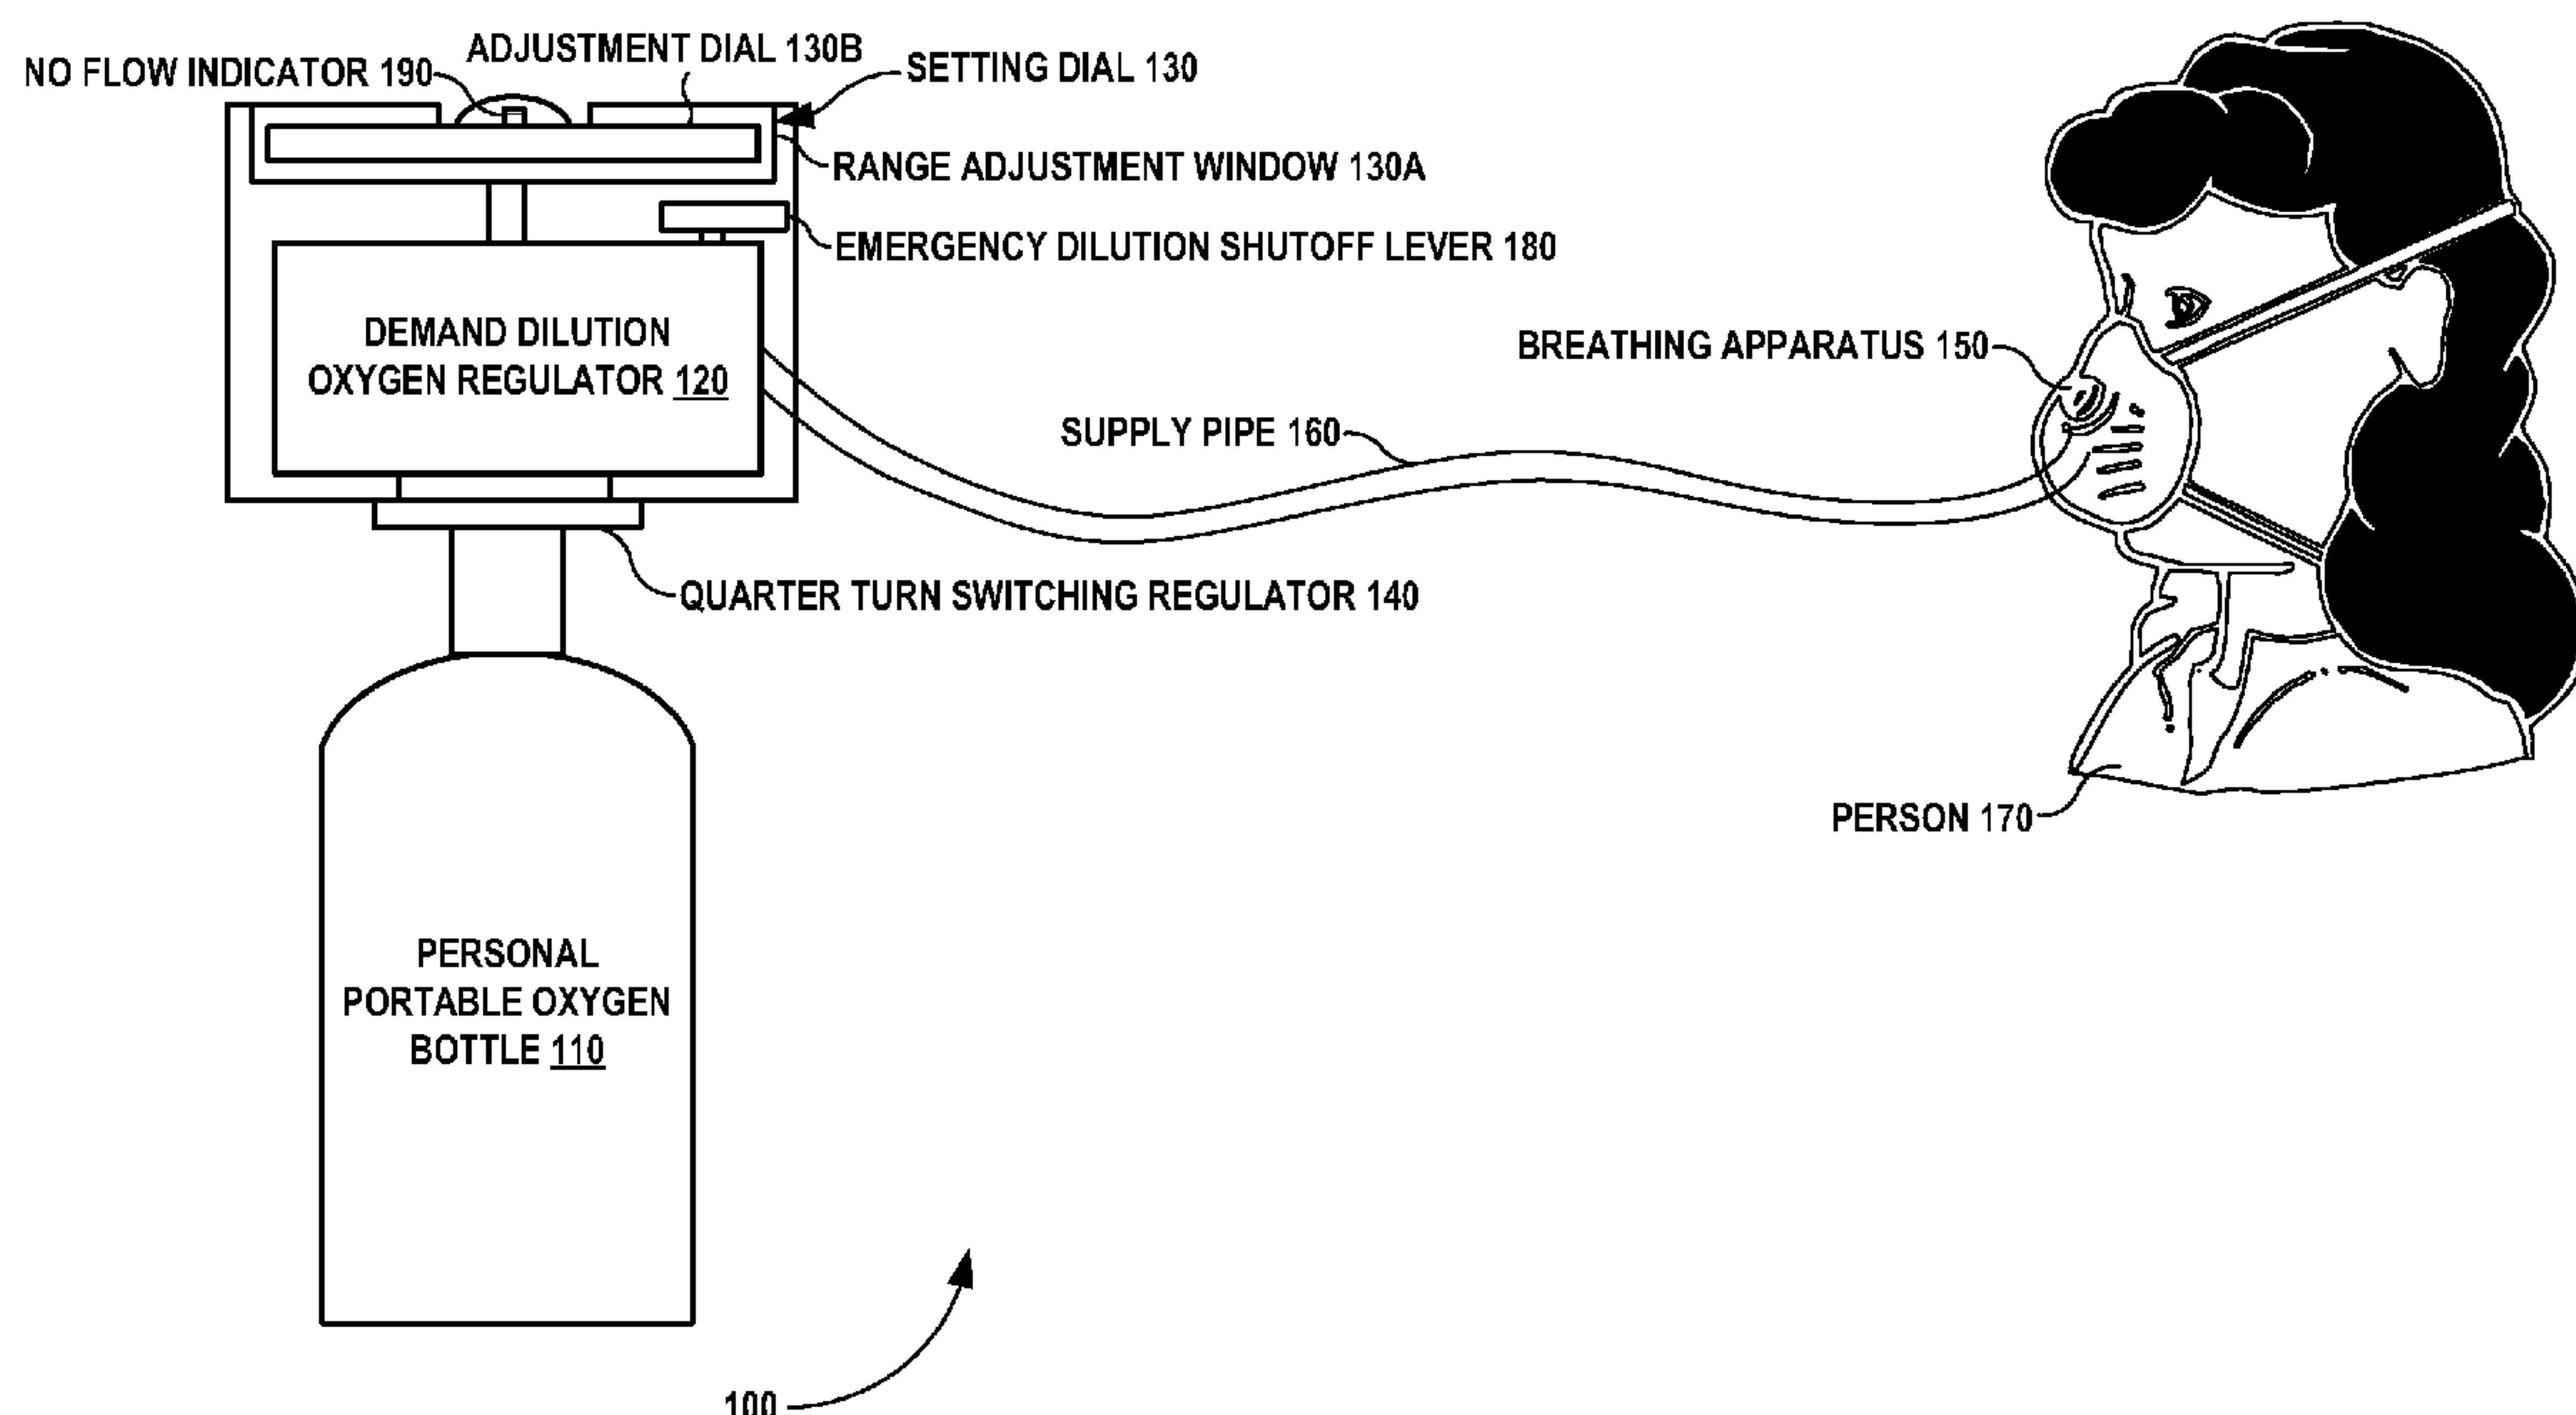 NO FLOW INDICATOR 190
ADJUSTMENT DIAL 130B
SETTING DIAL 130
RANGE ADJUSTMENT WINDOW 130A
EMERGENCY DILUTION SHUTOFF LEVER 180
DEMAND DILUTION
OXYGEN REGULATOR 120
BREATHING APPARATUS 150
SUPPLY PIPE 160
QUARTER TURN SWITCHING REGULATOR 140
PERSON 170
PERSONAL
PORTABLE OXYGEN
BOTTLE 110
100